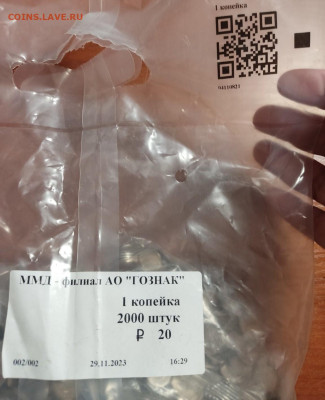 COINS.LAVE.RU
1 копейка
ММД - филиал АО "ГОЗНАК"
1 копейка
2000 штук
₽ 20
002/002 29.11.2023 16:29